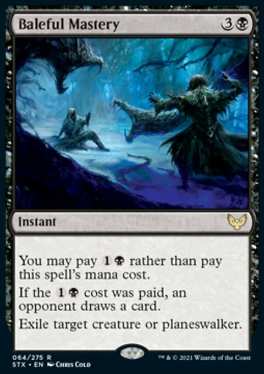 Baleful Mastery 3
Instant
You may pay 1 rather than pay
this spell's mana cost.
If the 1 cost was paid, an
opponent draws a card.
Exile target creature or planeswalker.
064/275 R
STX • EN Chris Cold
™ & © 2021 Wizards of the Coast